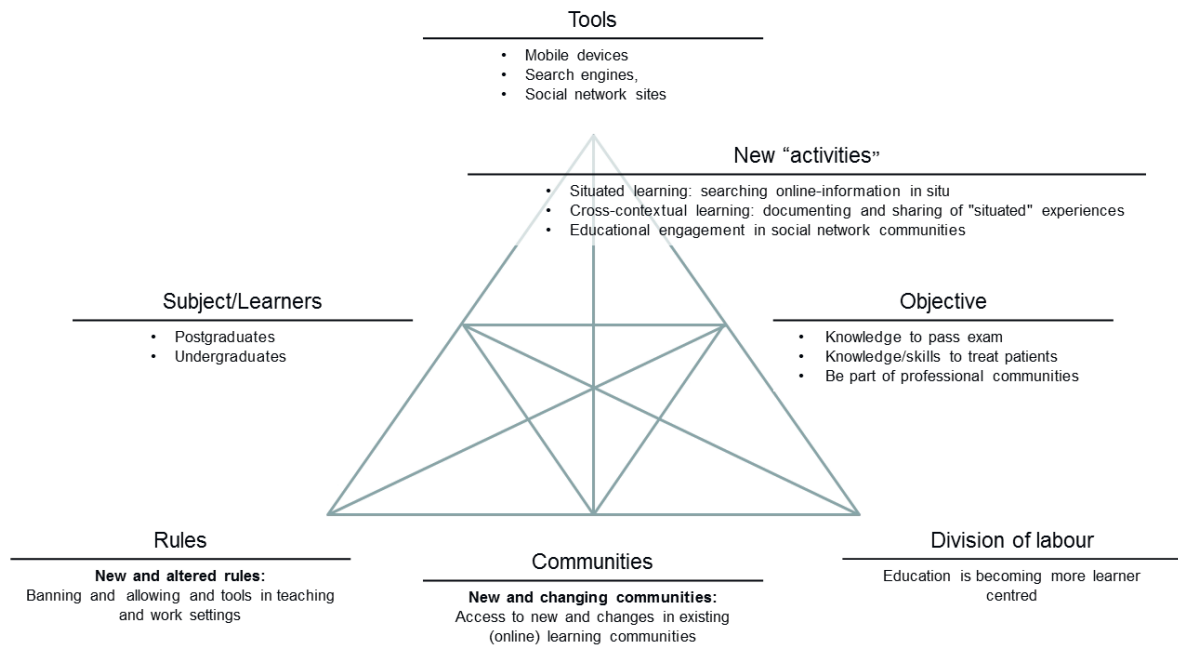 Tools
• Mobile devices
• Search engines,
• Social network sites
New “activities”
• Situated learning: searching online-information in situ
• Cross-contextual learning: documenting and sharing of "situated" experiences
• Educational engagement in social network communities
Subject/Learners
• Postgraduates
• Undergraduates
Objective
• Knowledge to pass exam
• Knowledge/skills to treat patients
• Be part of professional communities
Rules
New and altered rules:
Banning and allowing and tools in teaching
and work settings
Communities
New and changing communities:
Access to new and changes in existing
(online) learning communities
Division of labour
Education is becoming more learner
centred